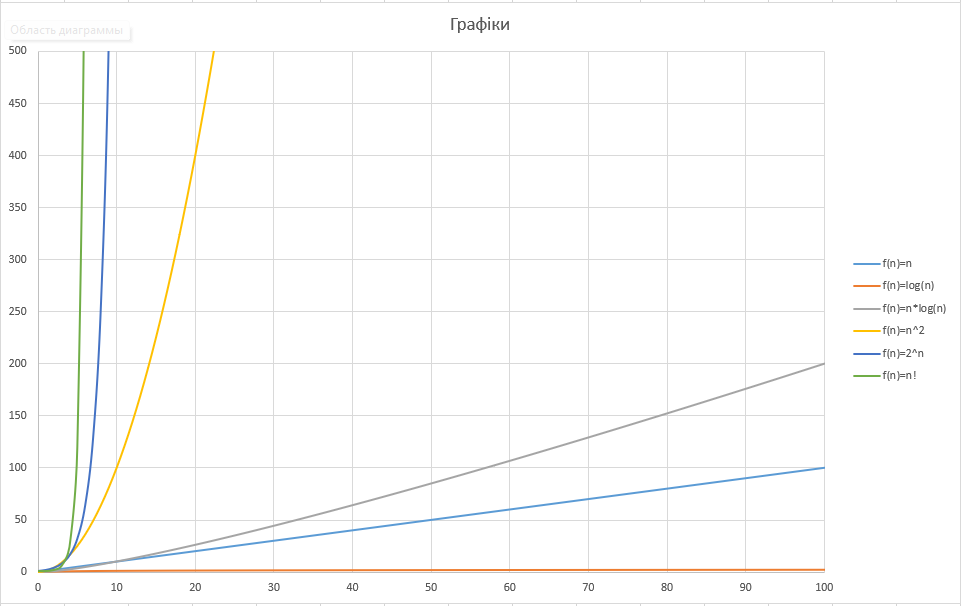 Графіки
Область диаграммы
500
450
400
350
300
250
200
150
100
50
0
0 10 20 30 40 50 60 70 80 90 100
f(n)=n
f(n)=log(n)
f(n)=n*log(n)
f(n)=n^2
f(n)=2^n
f(n)=n!